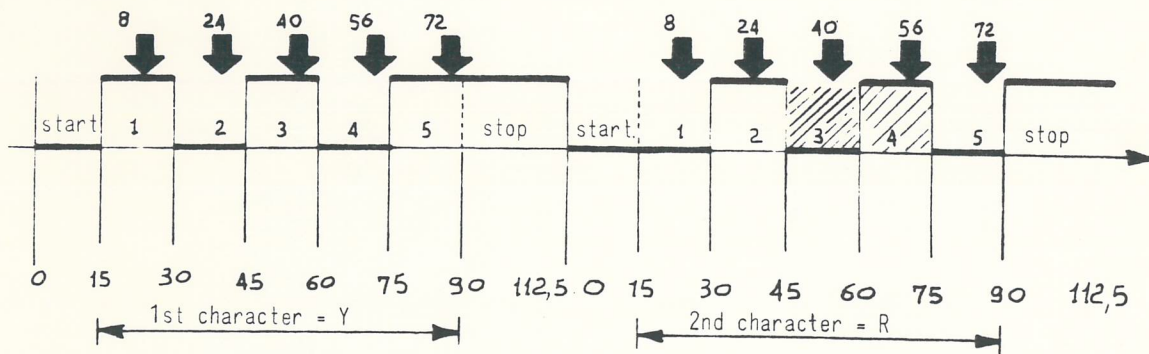 8 24 40 56 72 8 24 40 56 72
start 1 2 3 4 5 stop start 1 2 3 4 5 stop
0 15 30 45 60 75 90 112,5 0 15 30 45 60 75 90 112,5
1st character = Y 2nd character = R